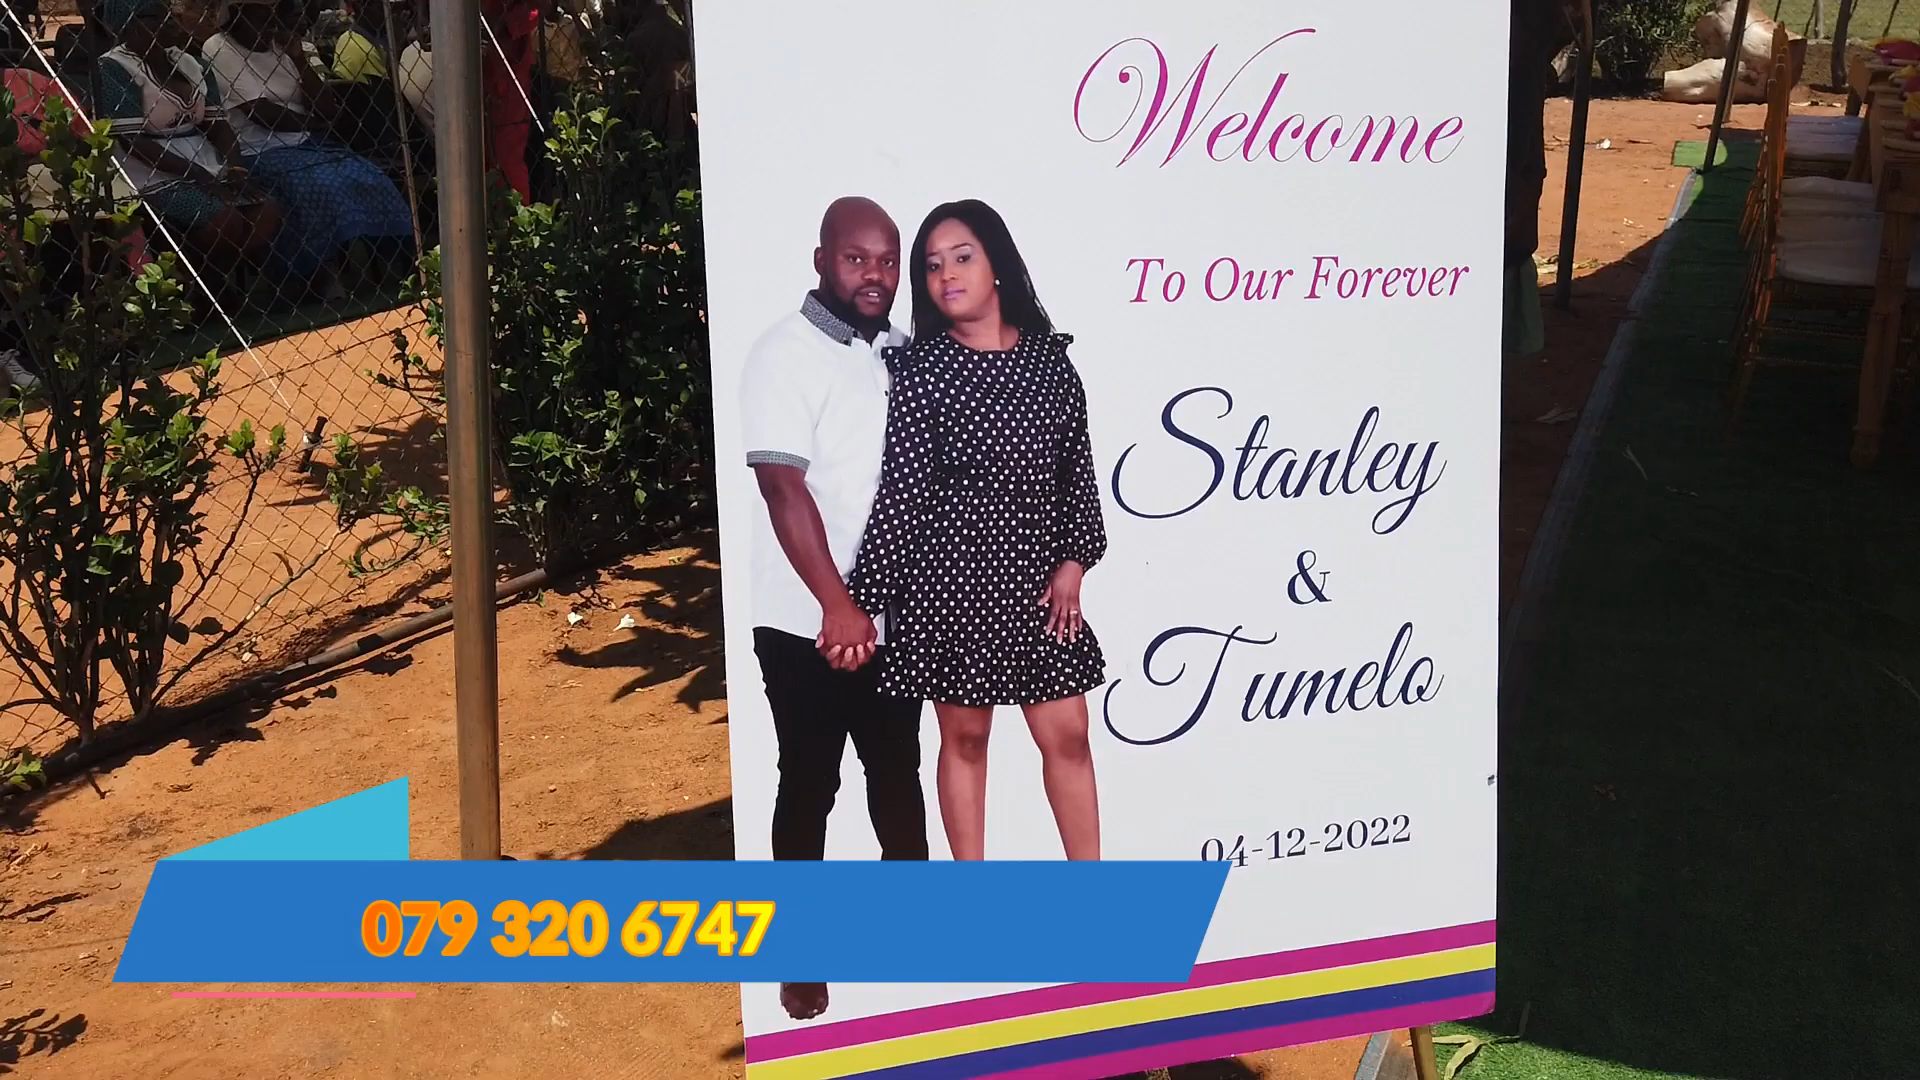 Welcome
To Our Forever
Stanley
&
Tumelo
04-12-2022
079 320 6747